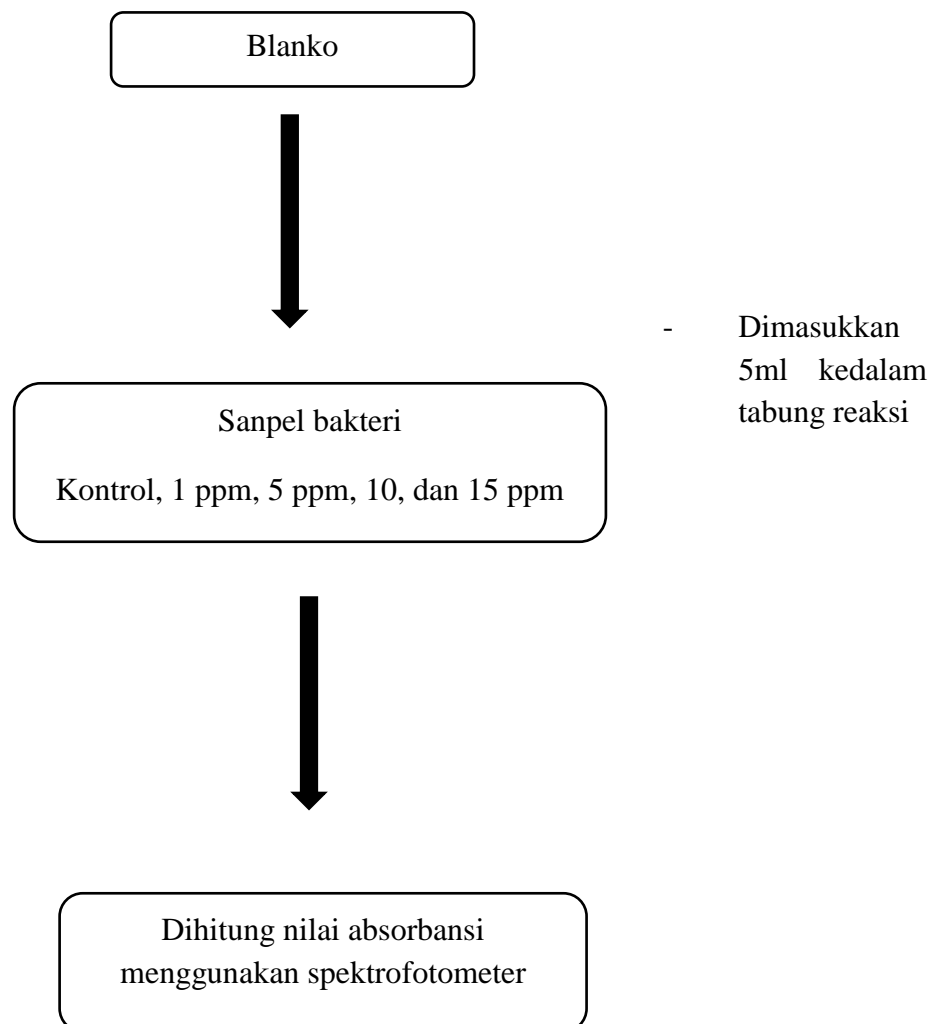 Blanko
- Dimasukkan
5ml kedalam
tabung reaksi
Sanpel bakteri
Kontrol, 1 ppm, 5 ppm, 10, dan 15 ppm
Dihitung nilai absorbansi
menggunakan spektrofotometer